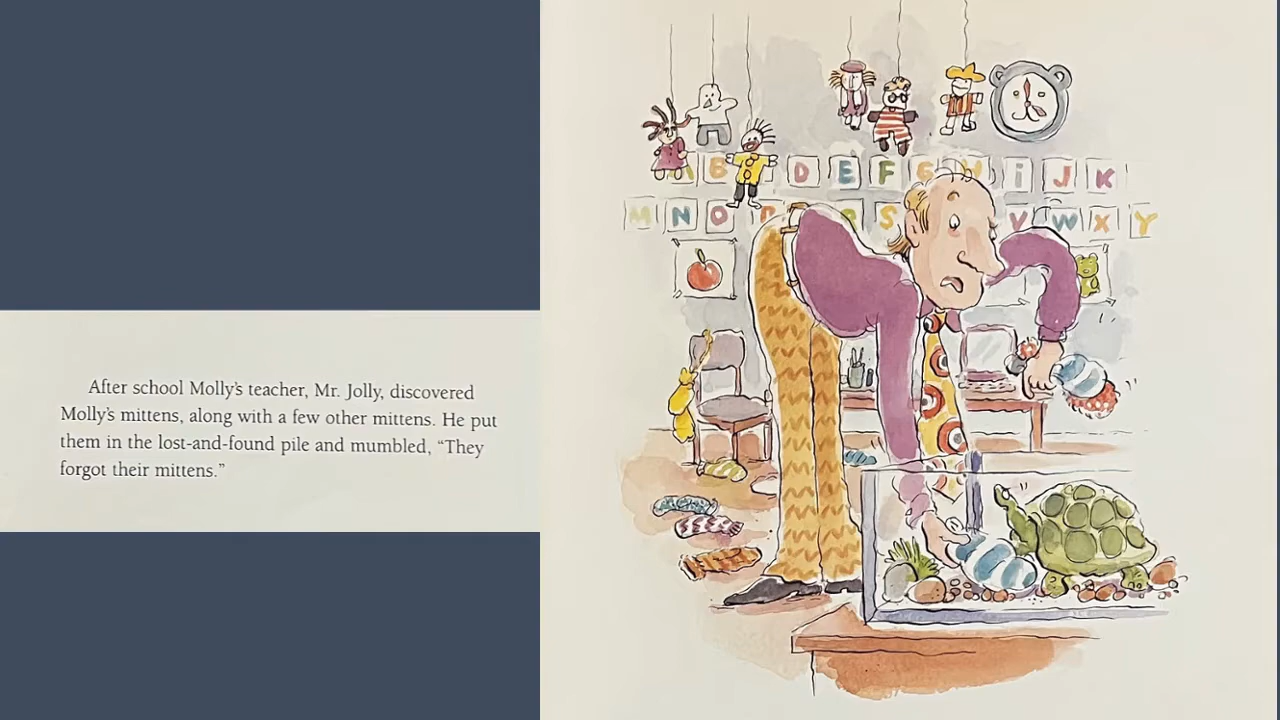 After school Molly's teacher, Mr. Jolly, discovered
Molly's mittens, along with a few other mittens. He put
them in the lost-and-found pile and mumbled, “They
forgot their mittens.”
B D E F G i J K
M N O S V W X Y